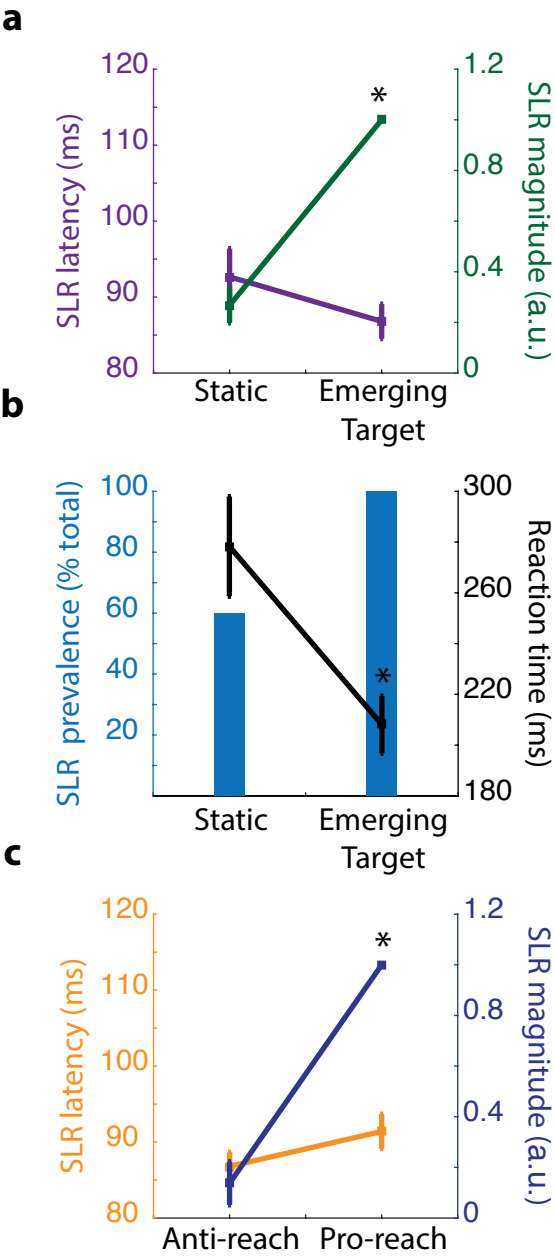 a
120
110
100
90
80
SLR latency (ms)
*
1.2
0.8
0.4
0
SLR magnitude (a.u.)
Static
Emerging
Target
b
100
80
60
40
20
SLR prevalence (% total)
*
300
260
220
180
Reaction time (ms)
Static
Emerging
Target
c
120
110
100
90
80
SLR latency (ms)
*
1.2
0.8
0.4
0
SLR magnitude (a.u.)
Anti-reach
Pro-reach